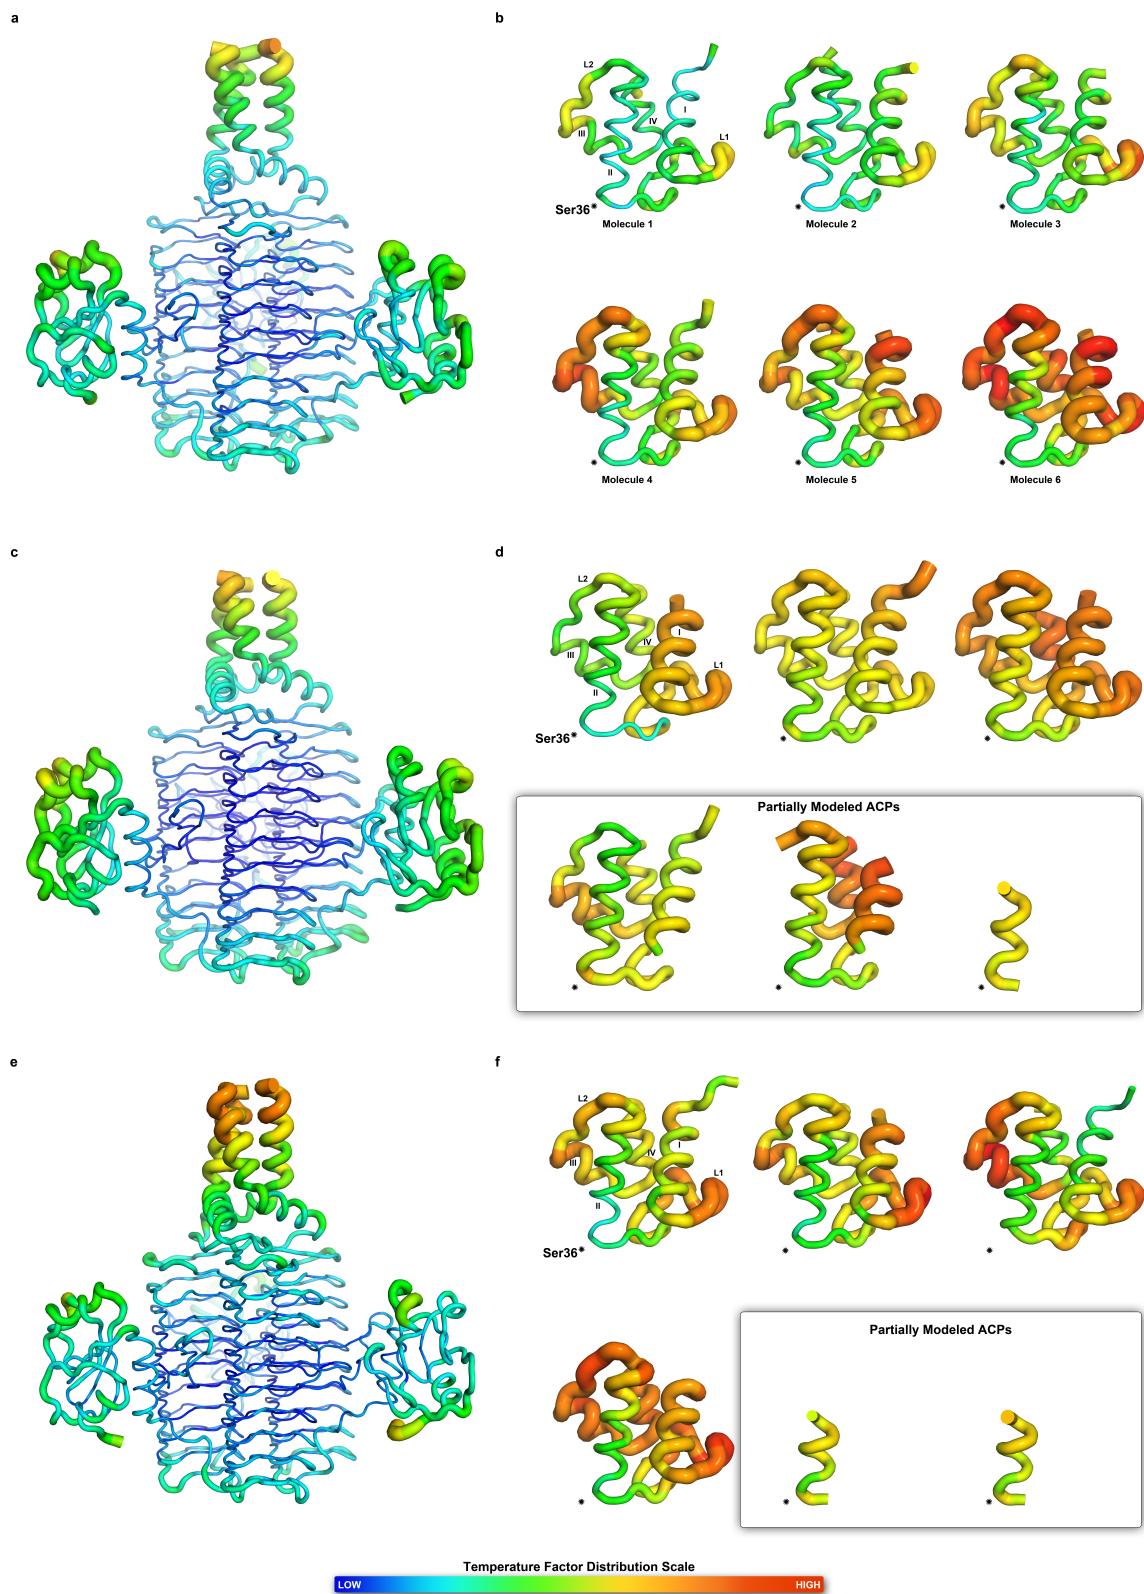 a
b
L2
I
IV
III
L1
II
Ser36*
Molecule 1
Molecule 2
*
Molecule 3
*
Molecule 4
*
Molecule 5
*
Molecule 6
*
c
d
L2
I
IV
III
L1
II
Ser36*
*
*
Partially Modeled ACPs
*
*
*
e
f
L2
I
IV
III
L1
II
Ser36*
*
*
Partially Modeled ACPs
*
*
*
Temperature Factor Distribution Scale
LOW
HIGH